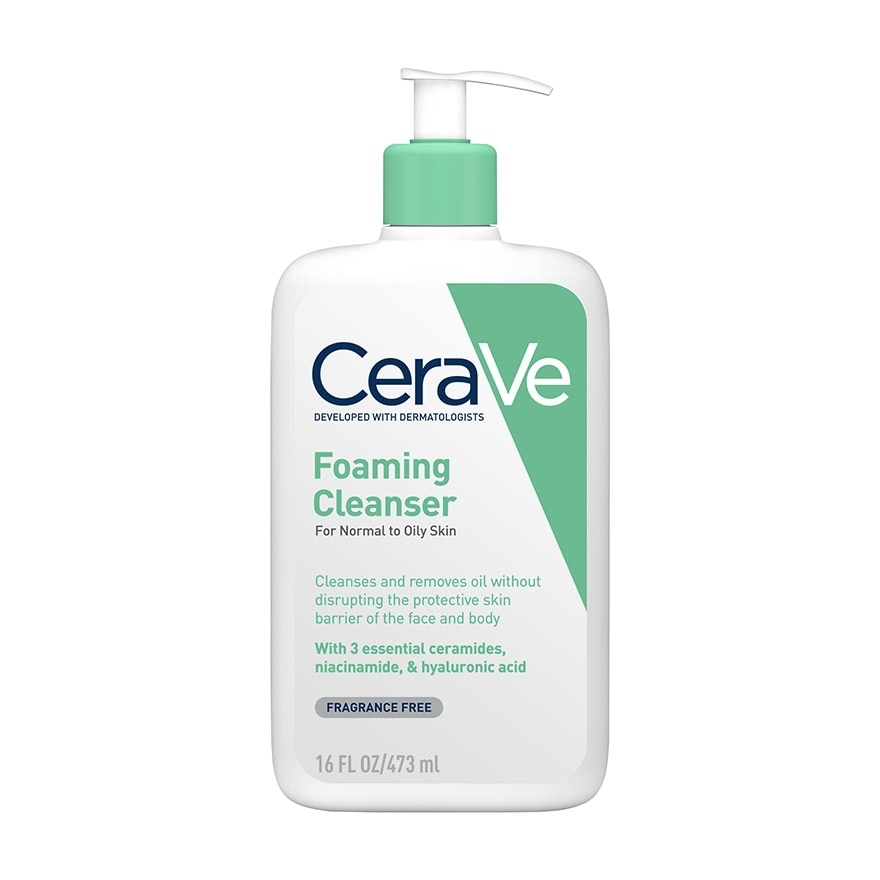 CeraVe
DEVELOPED WITH DERMATOLOGISTS
Foaming
Cleanser
For Normal to Oily Skin
Cleanses and removes oil without
disrupting the protective skin
barrier of the face and body
With 3 essential ceramides,
niacinamide, & hyaluronic acid
FRAGRANCE FREE
16 FL OZ/473 ml